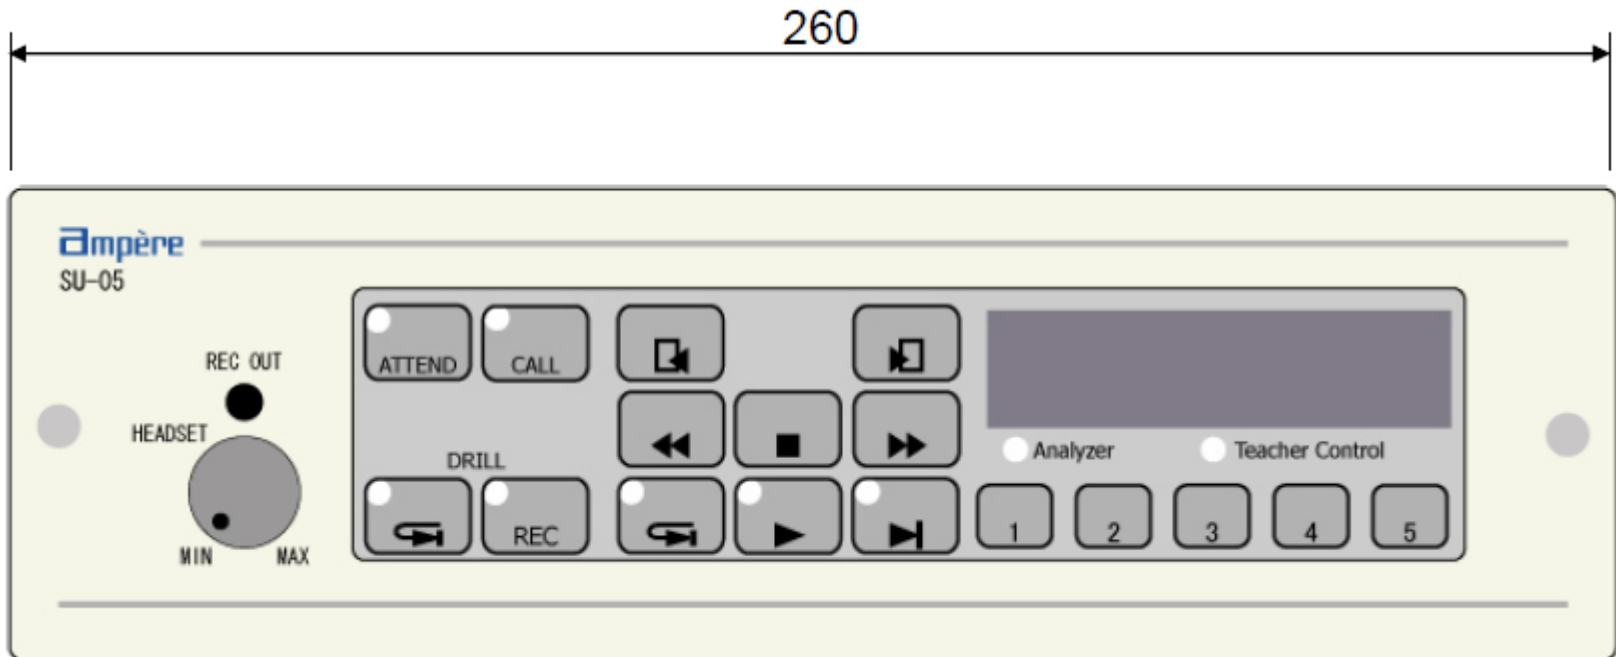 260
ampère
SU-05
REC OUT
HEADSET
MIN MAX
ATTEND CALL
DRILL
REC
Analyzer Teacher Control
1 2 3 4 5